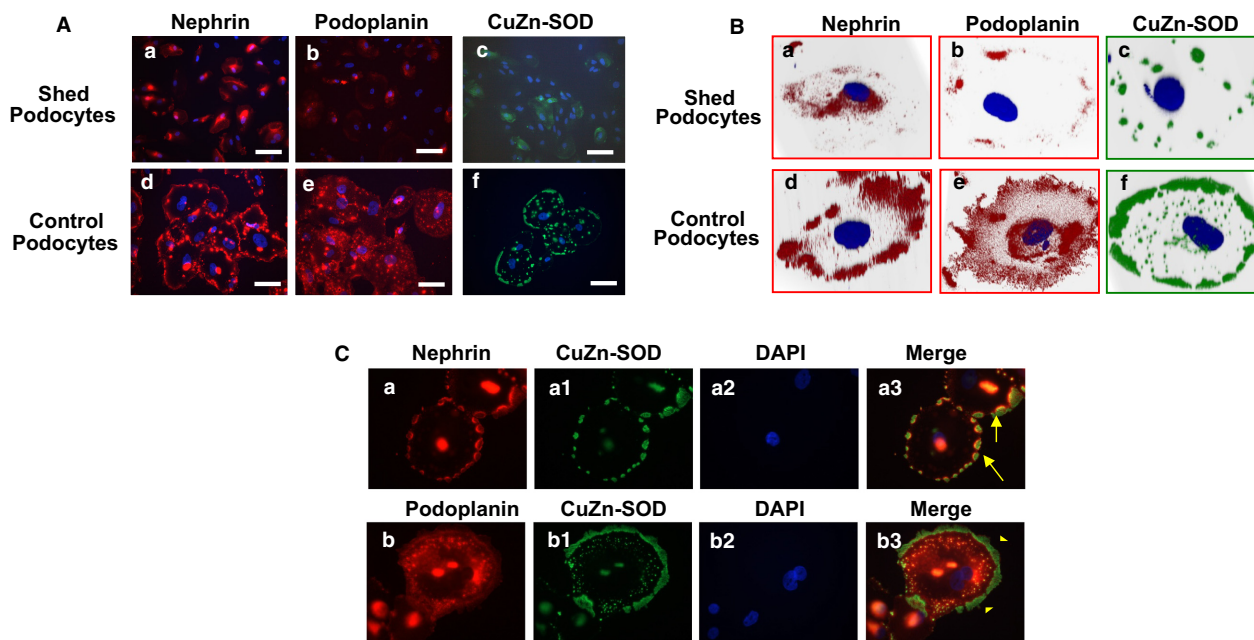 A
Nephrin Podoplanin CuZn-SOD
Shed
Podocytes
a b c
Control
Podocytes
d e f
B
Nephrin Podoplanin CuZn-SOD
Shed
Podocytes
a b c
Control
Podocytes
d e f
C
Nephrin CuZn-SOD DAPI Merge
a a1 a2 a3
Podoplanin CuZn-SOD DAPI Merge
b b1 b2 b3